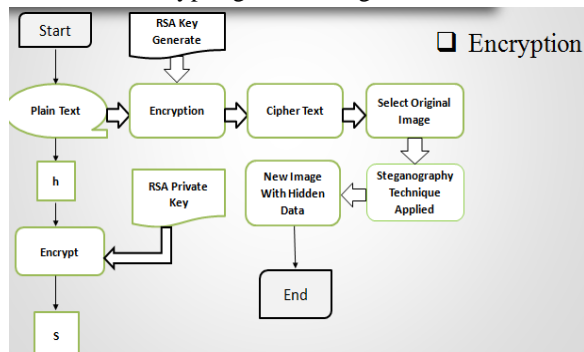 Start
RSA Key
Generate
❑ Encryption
Plain Text
Encryption
Cipher Text
Select Original
Image
h
RSA Private
Key
New Image
With Hidden
Data
Steganography
Technique
Applied
Encrypt
End
S